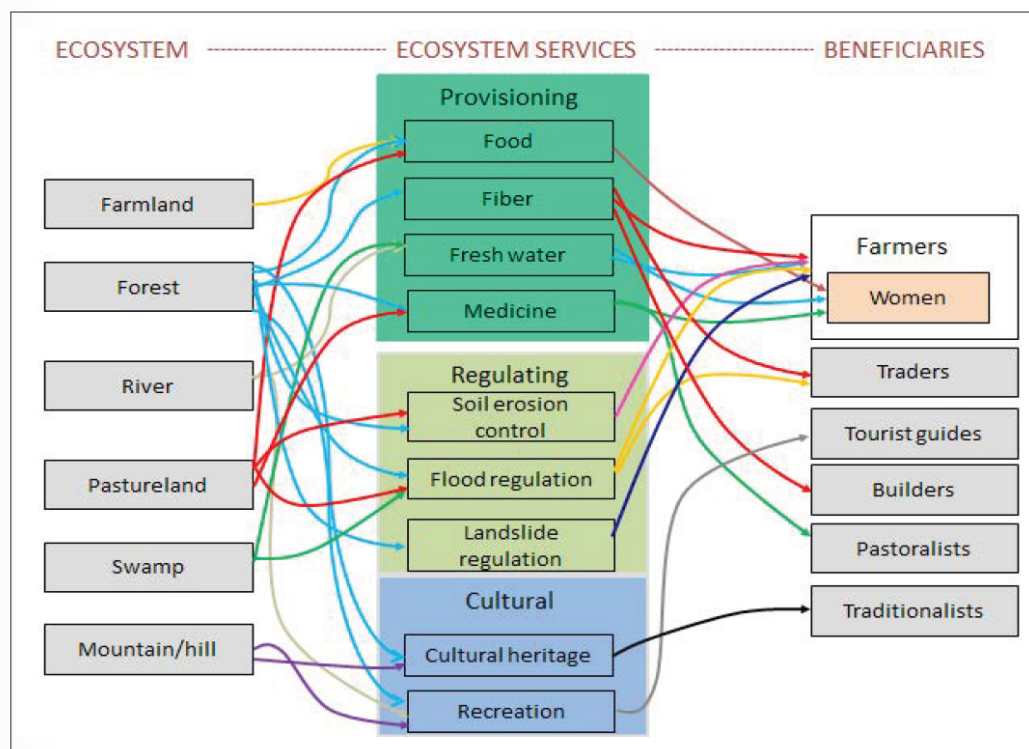 ECOSYSTEM
ECOSYSTEM SERVICES
BENEFICIARIES
Farmland
Forest
River
Pastureland
Swamp
Mountain/hill
Provisioning
Food
Fiber
Fresh water
Medicine
Regulating
Soil erosion
control
Flood regulation
Landslide
regulation
Cultural
Cultural heritage
Recreation
Farmers
Women
Traders
Tourist guides
Builders
Pastoralists
Traditionalists